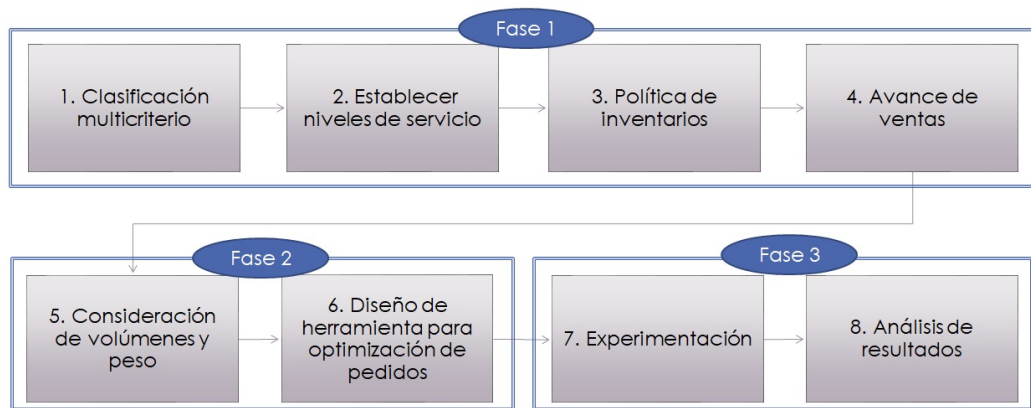 Fase 1
1. Clasificación
multicriterio
2. Establecer
niveles de servicio
3. Política de
inventarios
4. Avance de
ventas
Fase 2
5. Consideración
de volúmenes y
peso
6. Diseño de
herramienta para
optimización de
pedidos
Fase 3
7. Experimentación
8. Análisis de
resultados